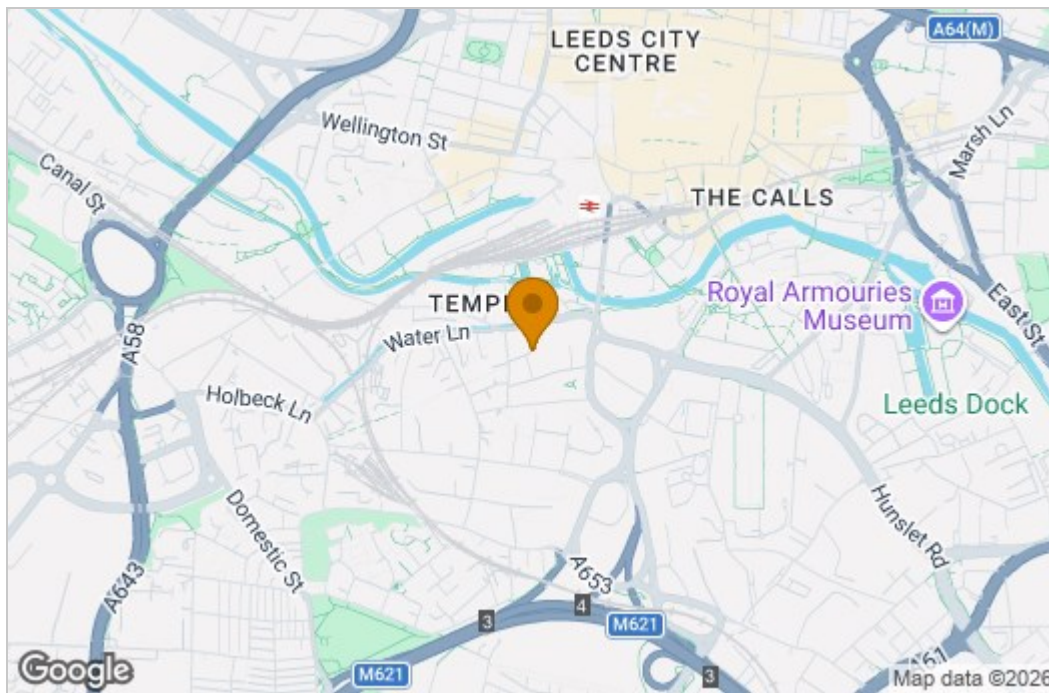 A64(M)
LEEDS CITY
CENTRE
Wellington St
Marsh Ln
Canal St
THE CALLS
TEMP
Royal Armouries
Museum
East St
Water Ln
A58
Holbeck Ln
Leeds Dock
Domestic St
Hunslet Rd
A643
A653
3
4
M621
M621
3
A61
Google
Map data ©2026